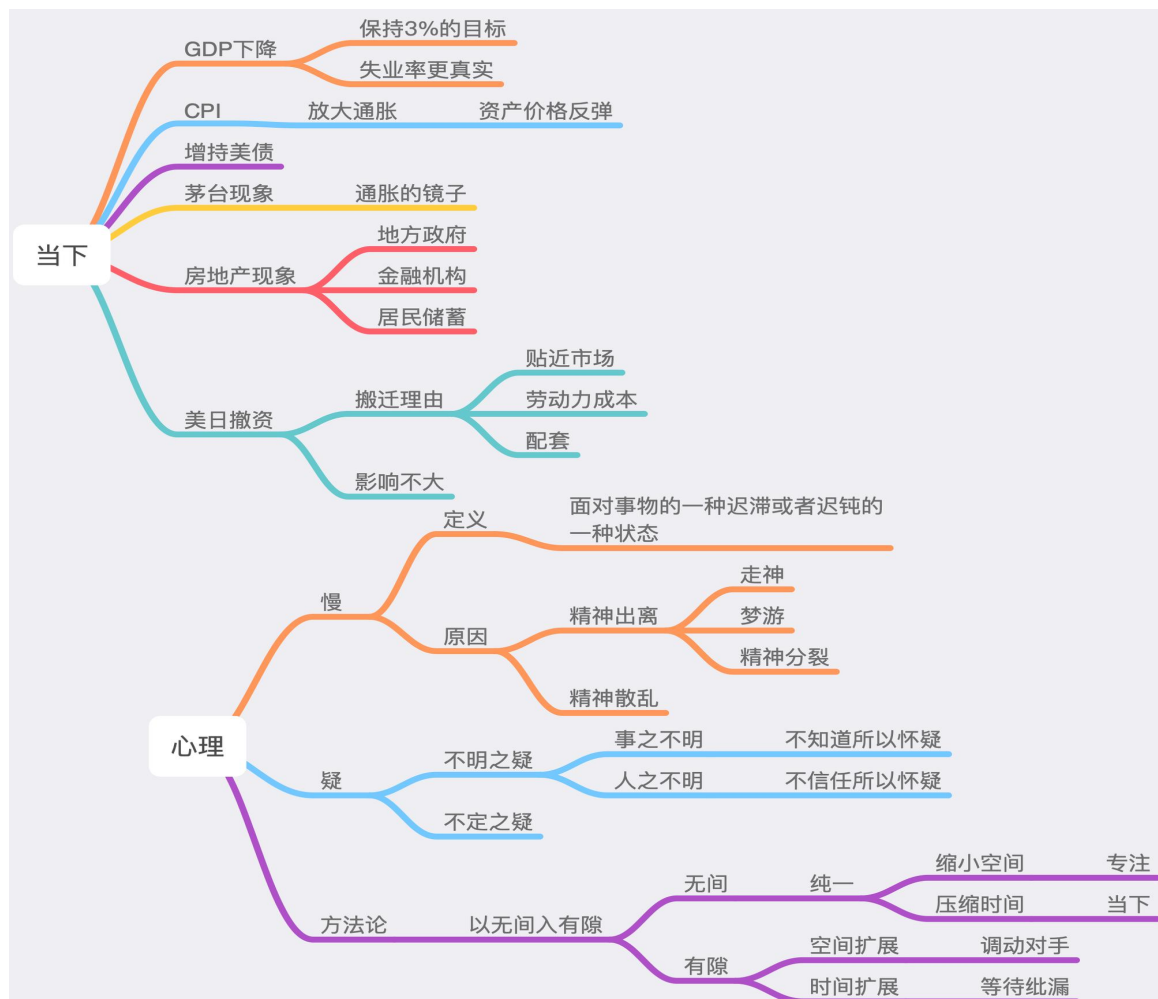 当下
GDP下降
保持3%的目标
失业率更真实
CPI
放大通胀
资产价格反弹
增持美债
茅台现象
通胀的镜子
房地产现象
地方政府
金融机构
居民储蓄
美日撤资
搬迁理由
贴近市场
劳动力成本
配套
影响不大
心理
慢
定义
面对事物的一种迟滞或者迟钝的
一种状态
原因
精神出离
走神
梦游
精神分裂
精神散乱
疑
不明之疑
事之不明
不知道所以怀疑
人之不明
不信任所以怀疑
不定之疑
方法论
以无间入有隙
无间
纯一
缩小空间
专注
压缩时间
当下
有隙
空间扩展
调动对手
时间扩展
等待纰漏